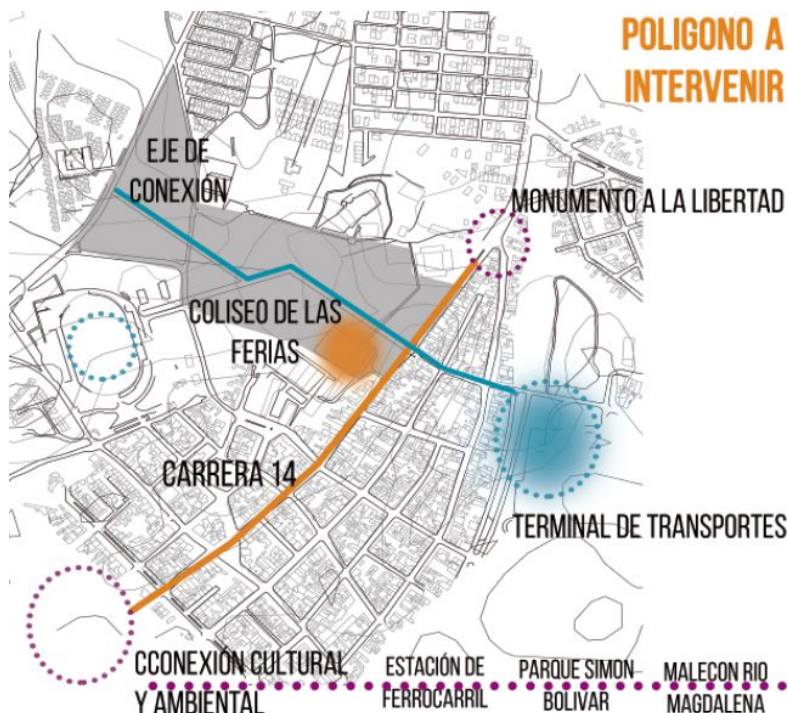 POLIGONO A
INTERVENIR
EJE DE
CONEXIÓN
MONUMENTO A LA LIBERTAD
COLISEO DE LAS
FERIAS
CARRERA 14
TERMINAL DE TRANSPORTES
CCONEXIÓN CULTURAL
Y AMBIENTAL
ESTACIÓN DE
FERROCARRIL
PARQUE SIMON
BOLIVAR
MALECON RIO
MAGDALENA